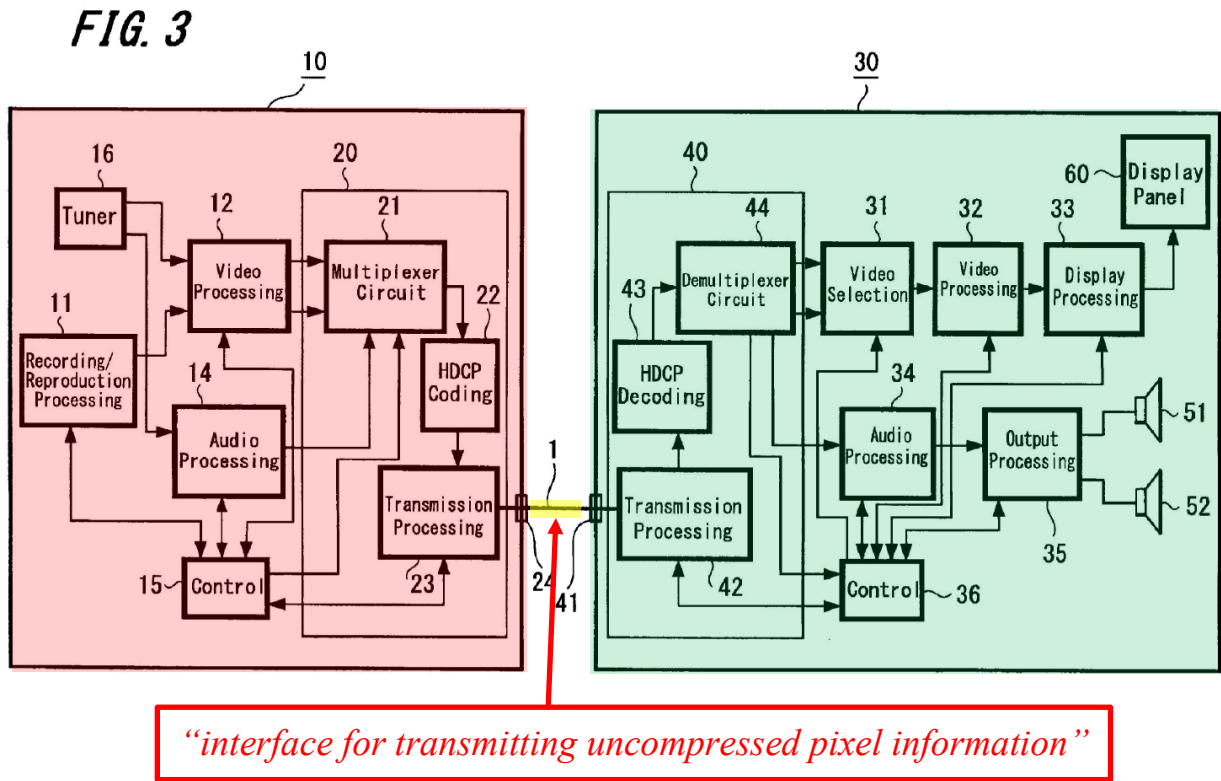 FIG. 3
10
30
16
Tuner
12
Video
Processing
20
21
Multiplexer
Circuit
22
HDCP
Coding
11
Recording/
Reproduction
Processing
14
Audio
Processing
Transmission
Processing
23
24
15
Control
1
41
40
44
Demultiplexer
Circuit
43
HDCP
Decoding
Transmission
Processing
42
31
Video
Selection
32
Video
Processing
33
Display
Processing
60
Display
Panel
34
Audio
Processing
Output
Processing
35
51
52
Control
36
“interface for transmitting uncompressed pixel information”